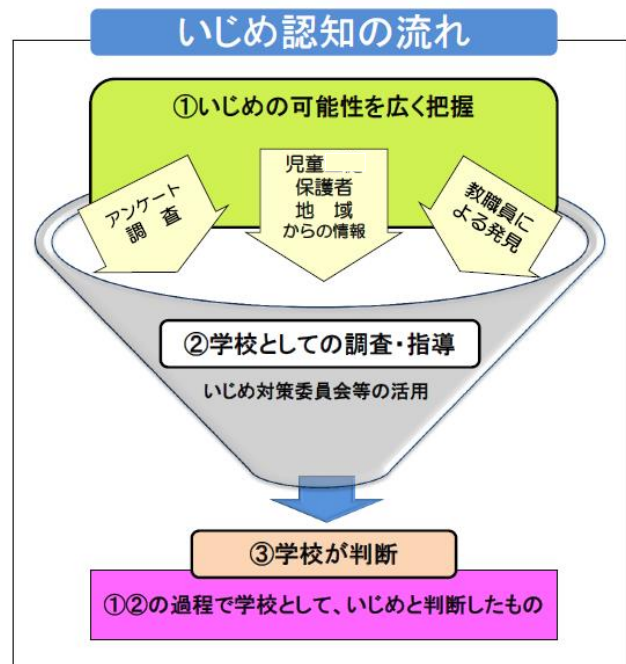 いじめ認知の流れ
①いじめの可能性を広く把握
アンケート
調 査
児童
保護者
地 域
からの情報
教職員に
よる発見
②学校としての調査・指導
いじめ対策委員会等の活用
③学校が判断
①②の過程で学校として、いじめと判断したもの